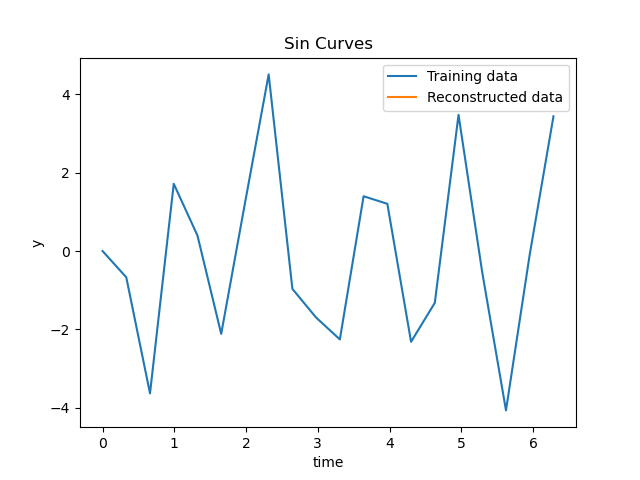 Sin Curves
Training data
Reconstructed data
4
2
0
−2
−4
y
0 1 2 3 4 5 6
time